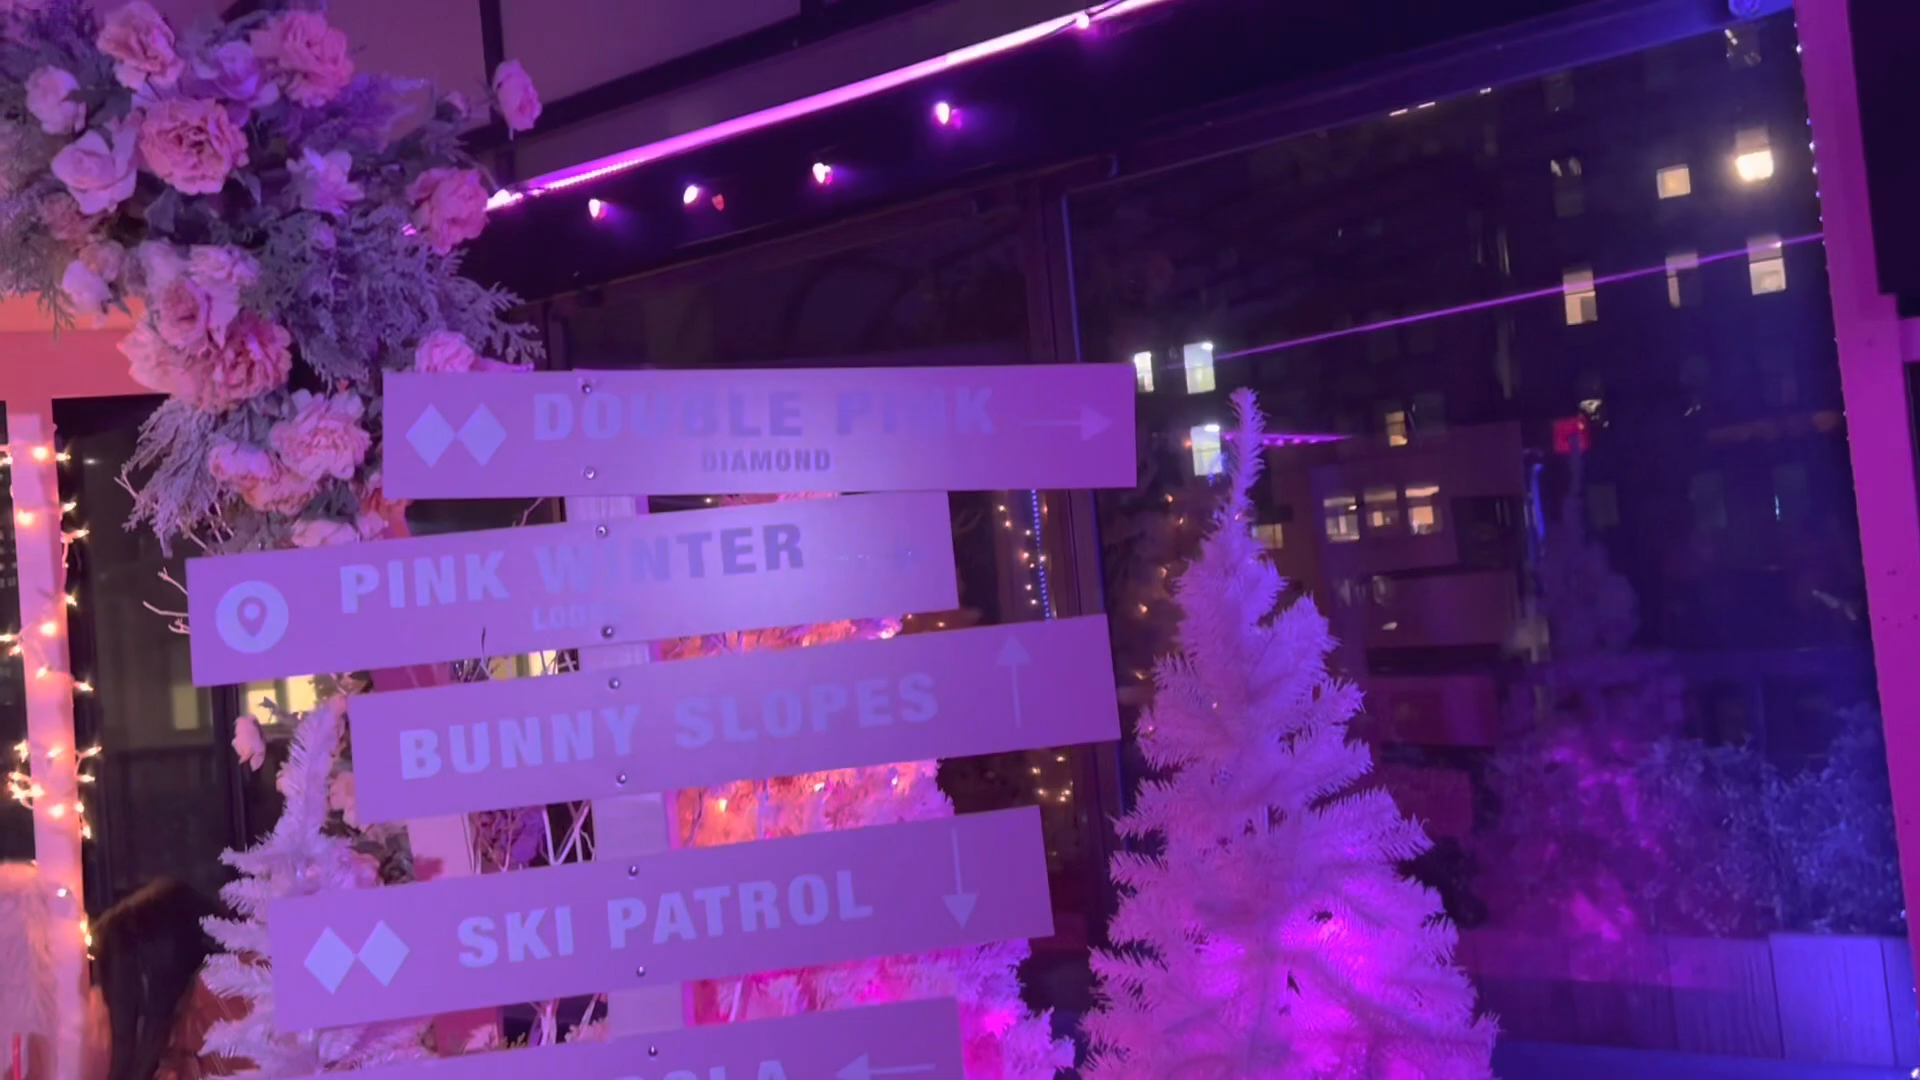 DOUBLE PINK
DIAMOND
PINK WINTER
BUNNY SLOPES
SKI PATROL